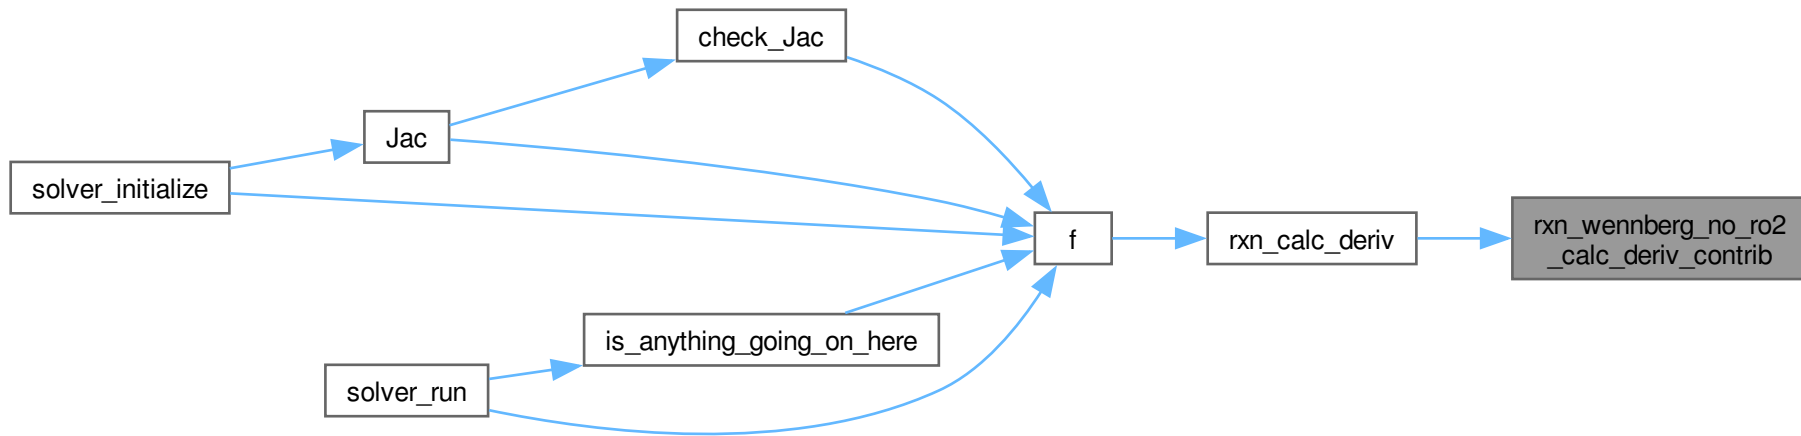 check_Jac
Jac
solver_initialize
f
rxn_calc_deriv
rxn_wennberg_no_ro2
_calc_deriv_contrib
is_anything_going_on_here
solver_run